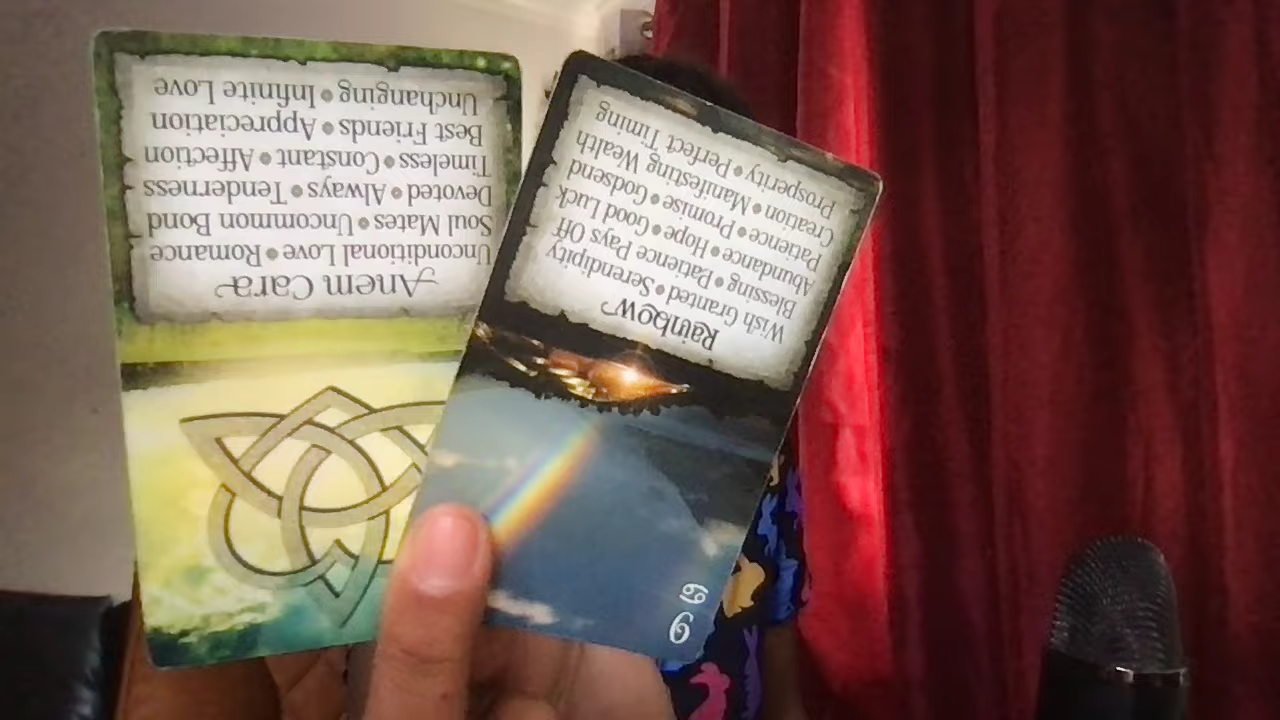 Anem Cara
Unconditional Love • Romance
Soul Mates • Uncommon Bond
Devoted • Always • Tenderness
Timeless • Constant • Affection
Best Friends • Appreciation
Unchanging • Infinite Love
Rainbow
Wish Granted • Serendipity
Blessing • Patience Pays Off
Abundance • Hope • Good Luck
Patience • Promise • Godsend
Creation • Manifesting Wealth
Prosperity • Perfect Timing